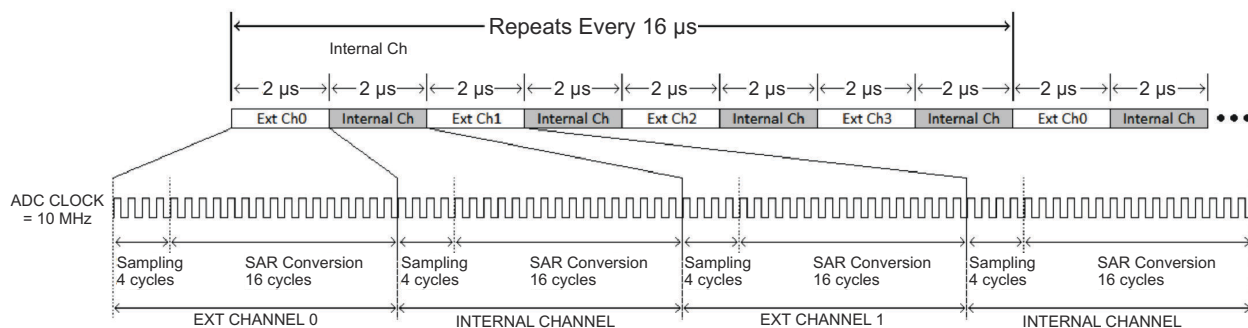 Repeats Every 16 µs
Internal Ch
2 µs 2 µs 2 µs 2 µs 2 µs 2 µs 2 µs 2 µs 2 µs 2 µs
Ext Ch0 Internal Ch Ext Ch1 Internal Ch Ext Ch2 Internal Ch Ext Ch3 Internal Ch Ext Ch0 Internal Ch
ADC CLOCK
= 10 MHz
Sampling SAR Conversion Sampling SAR Conversion Sampling SAR Conversion Sampling SAR Conversion
4 cycles 16 cycles 4 cycles 16 cycles 4 cycles 16 cycles 4 cycles 16 cycles
EXT CHANNEL 0 INTERNAL CHANNEL EXT CHANNEL 1 INTERNAL CHANNEL